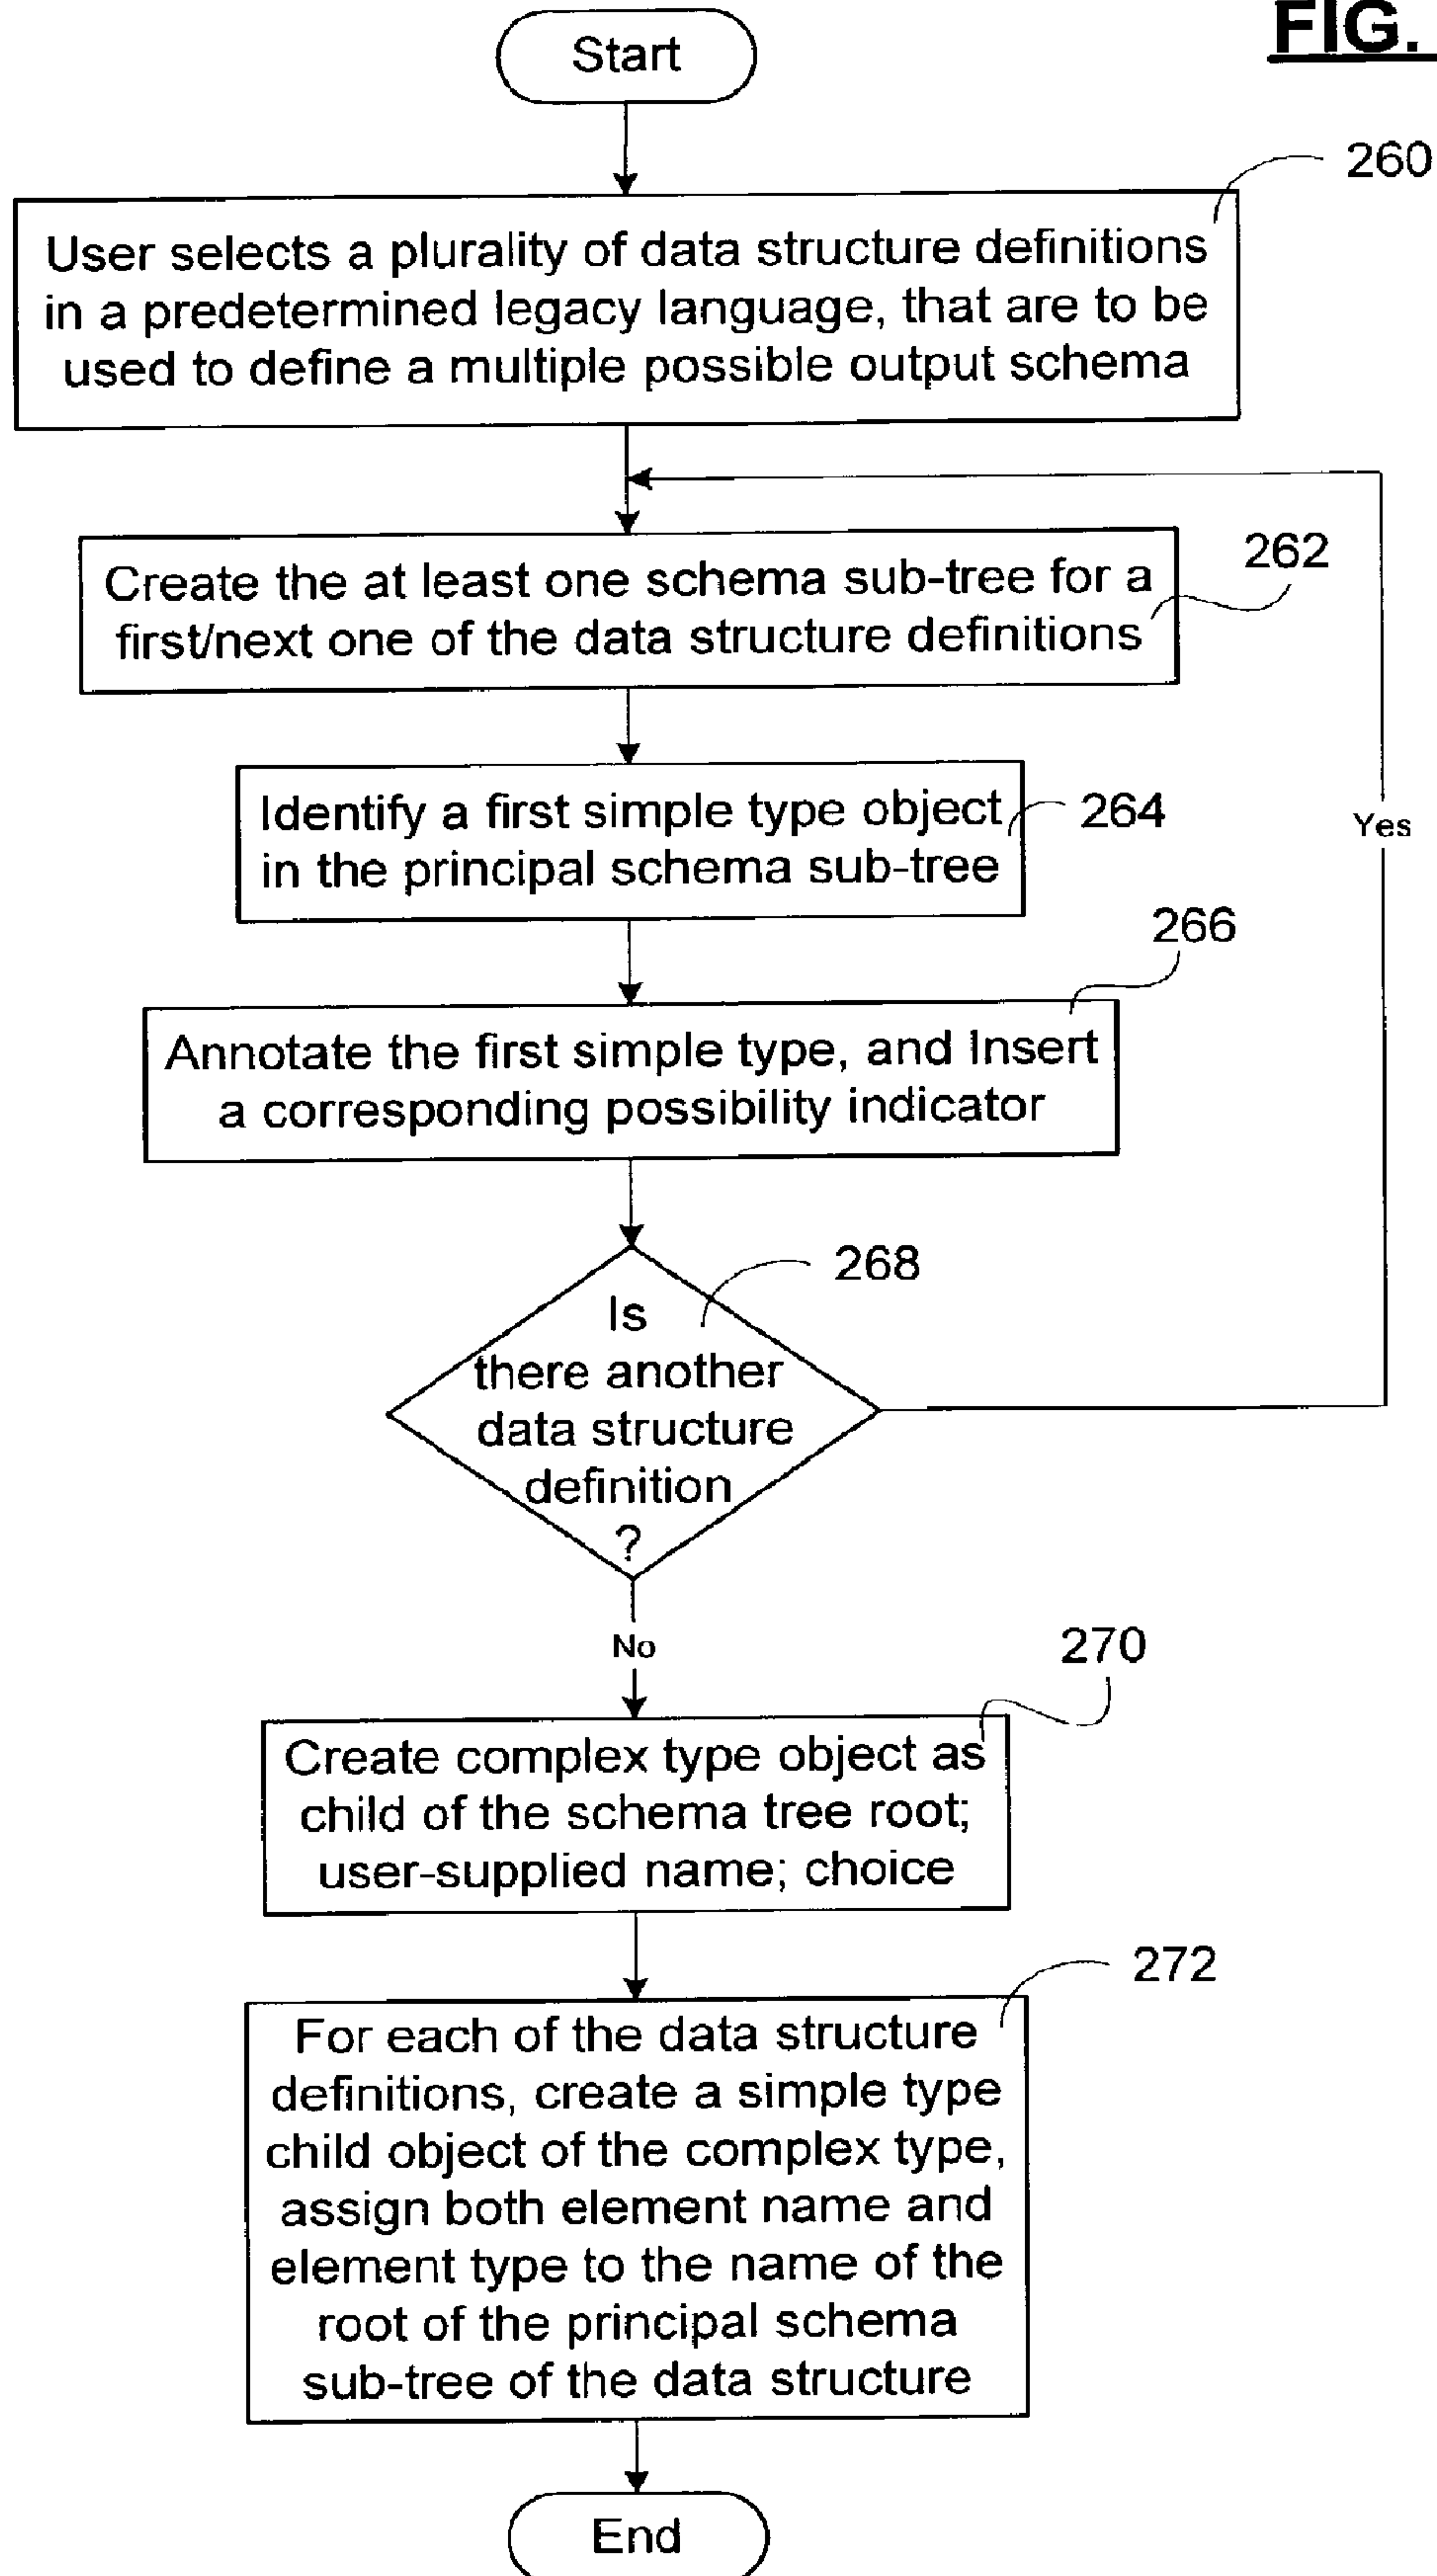 FIG.
Start
260
User selects a plurality of data structure definitions
in a predetermined legacy language, that are to be
used to define a multiple possible output schema
262
Create the at least one schema sub-tree for a
first/next one of the data structure definitions
Identify a first simple type object
in the principal schema sub-tree
264
Yes
266
Annotate the first simple type, and Insert
a corresponding possibility indicator
268
Is
there another
data structure
definition
?
No
270
Create complex type object as
child of the schema tree root;
user-supplied name; choice
272
For each of the data structure
definitions, create a simple type
child object of the complex type,
assign both element name and
element type to the name of the
root of the principal schema
sub-tree of the data structure
End